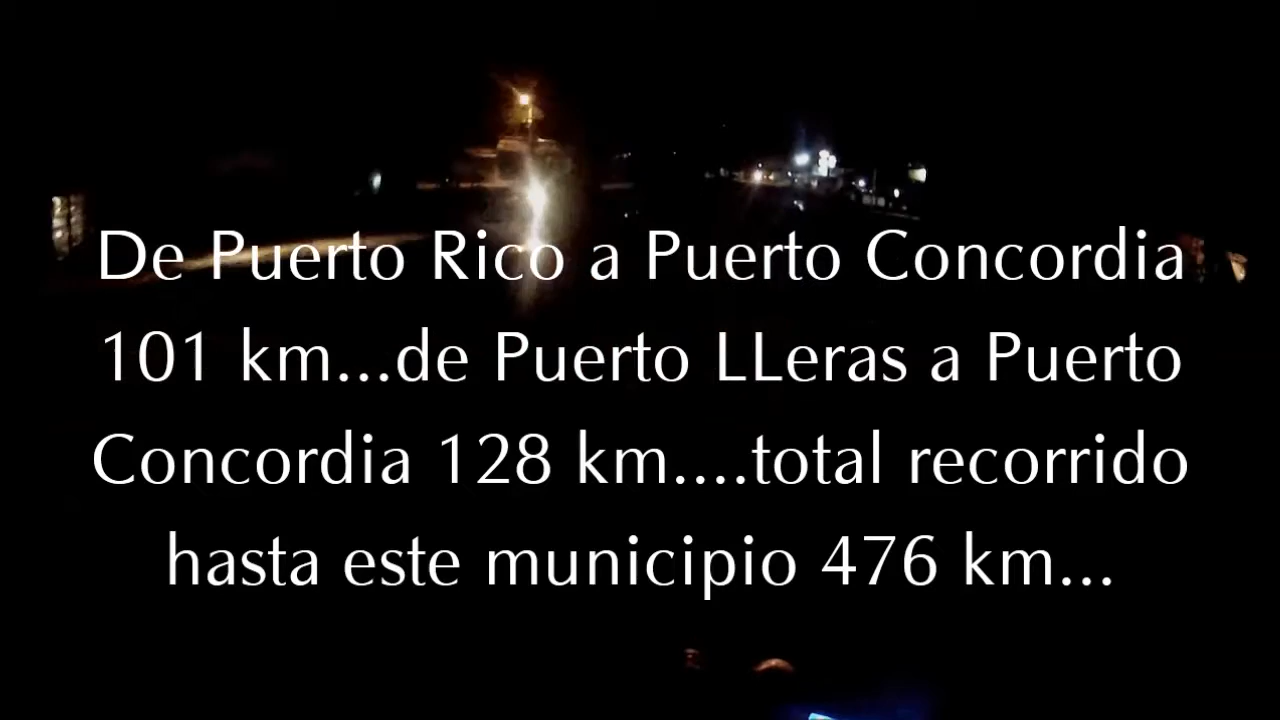 De Puerto Rico a Puerto Concordia
101 km...de Puerto LLeras a Puerto
Concordia 128 km....total recorrido
hasta este municipio 476 km...